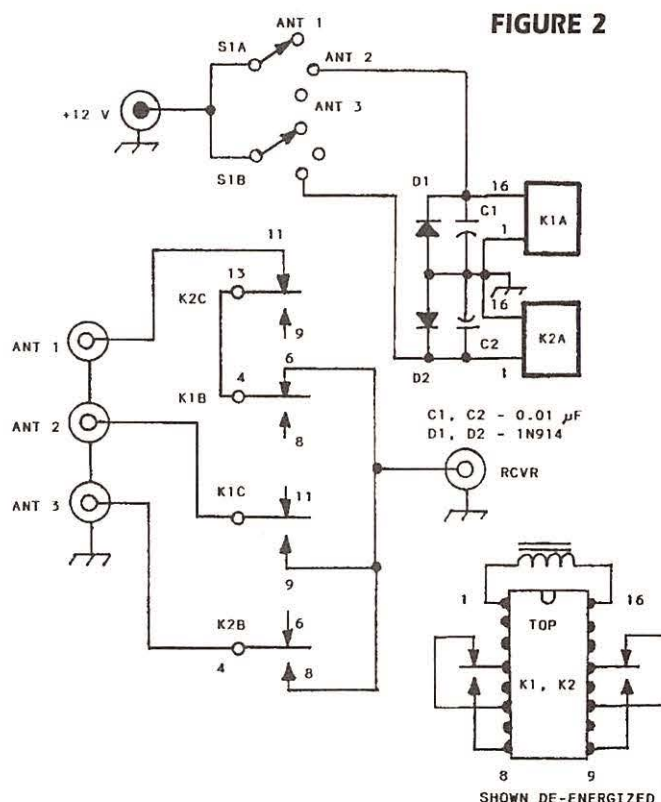 FIGURE 2
ANT 1
S1A
ANT 2
+12 V
ANT 3
S1B
D1
16
C1
K1A
1
11
13
K2C
16
9
K2A
ANT 1
6
C2
1
4
D2
K1B
8
C1, C2 - 0.01 µF
D1, D2 - 1N914
ANT 2
RCVR
K1C
11
ANT 3
9
6
1
16
K2B
TOP
4
8
K1, K2
8
9
SHOWN DE-ENERGIZED